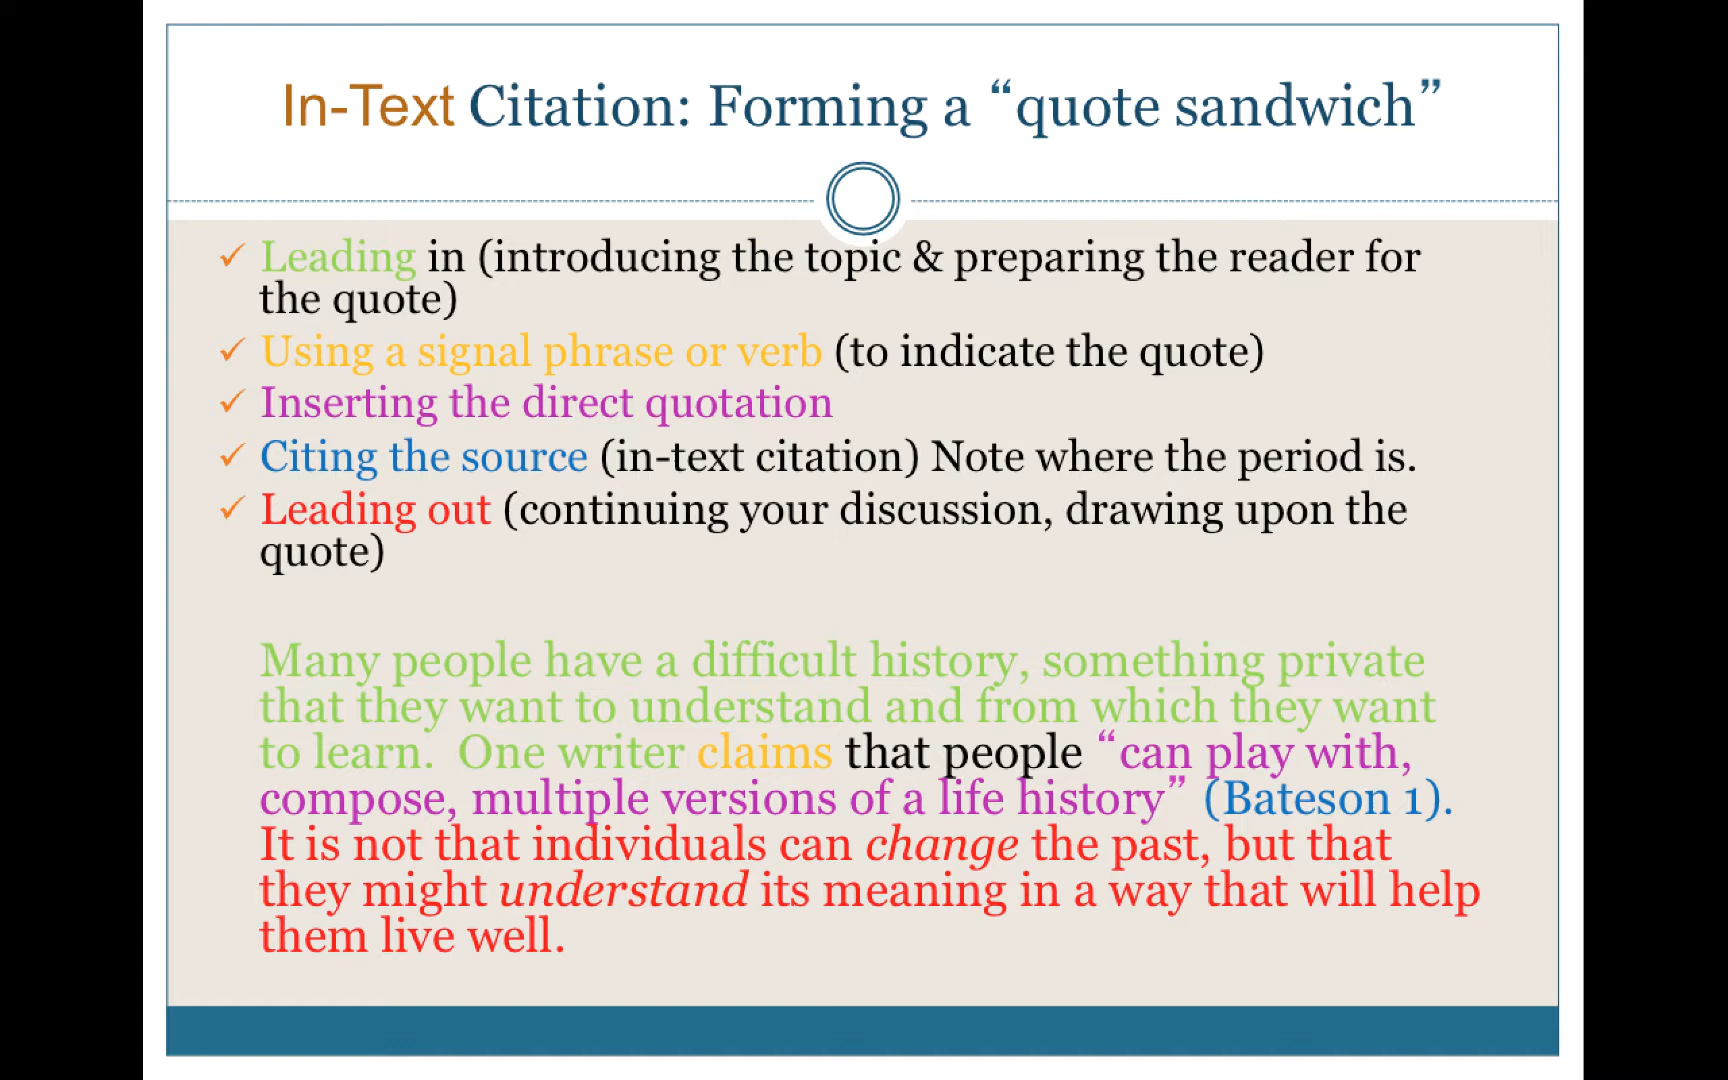 In-Text Citation: Forming a “quote sandwich”
✓ Leading in (introducing the topic & preparing the reader for
the quote)
✓ Using a signal phrase or verb (to indicate the quote)
✓ Inserting the direct quotation
✓ Citing the source (in-text citation) Note where the period is.
✓ Leading out (continuing your discussion, drawing upon the
quote)
Many people have a difficult history, something private
that they want to understand and from which they want
to learn.  One writer claims that people “can play with,
compose, multiple versions of a life history” (Bateson 1).
It is not that individuals can change the past, but that
they might understand its meaning in a way that will help
them live well.